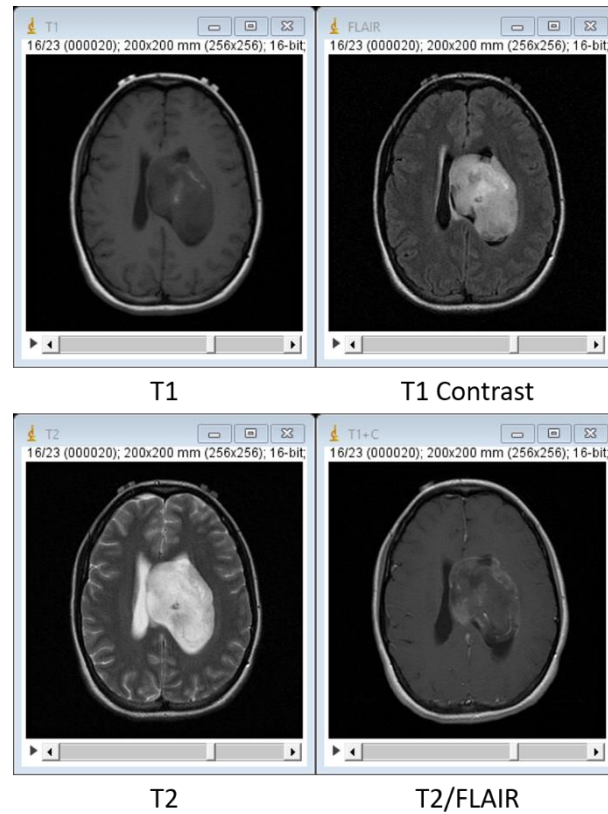 T1
16/23 (000020); 200x200 mm (256x256); 16-bit;
FLAIR
16/23 (000020); 200x200 mm (256x256); 16-bit;
T1
T1 Contrast
T2
16/23 (000020); 200x200 mm (256x256); 16-bit;
T1+C
16/23 (000020); 200x200 mm (256x256); 16-bit;
T2
T2/FLAIR